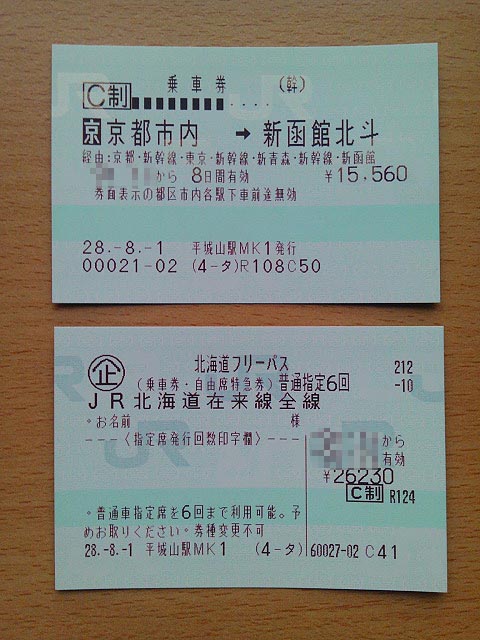 乗車券 (幹)
C制
京 京都市内 → 新函館北斗
経由:京都・新幹線・東京・新幹線・新青森・新幹線・新函館
から 8日間有効 ¥15,560
券面表示の都区市内各駅下車前途無効
28.-8.-1 平城山駅MK1発行
00021-02 (4-タ)R108C50
企 北海道フリーパス 212
(乗車券・自由席特急券)普通指定6回 -10
JR北海道在来線全線
。お名前 様
---<指定席発行回数印字欄>--- から
有効
¥26230
C制 R124
。普通車指定席を6回まで利用可能。予
めお取りください。券種変更不可
28.-8.-1 平城山駅MK1 (4-タ) 60027-02 C41